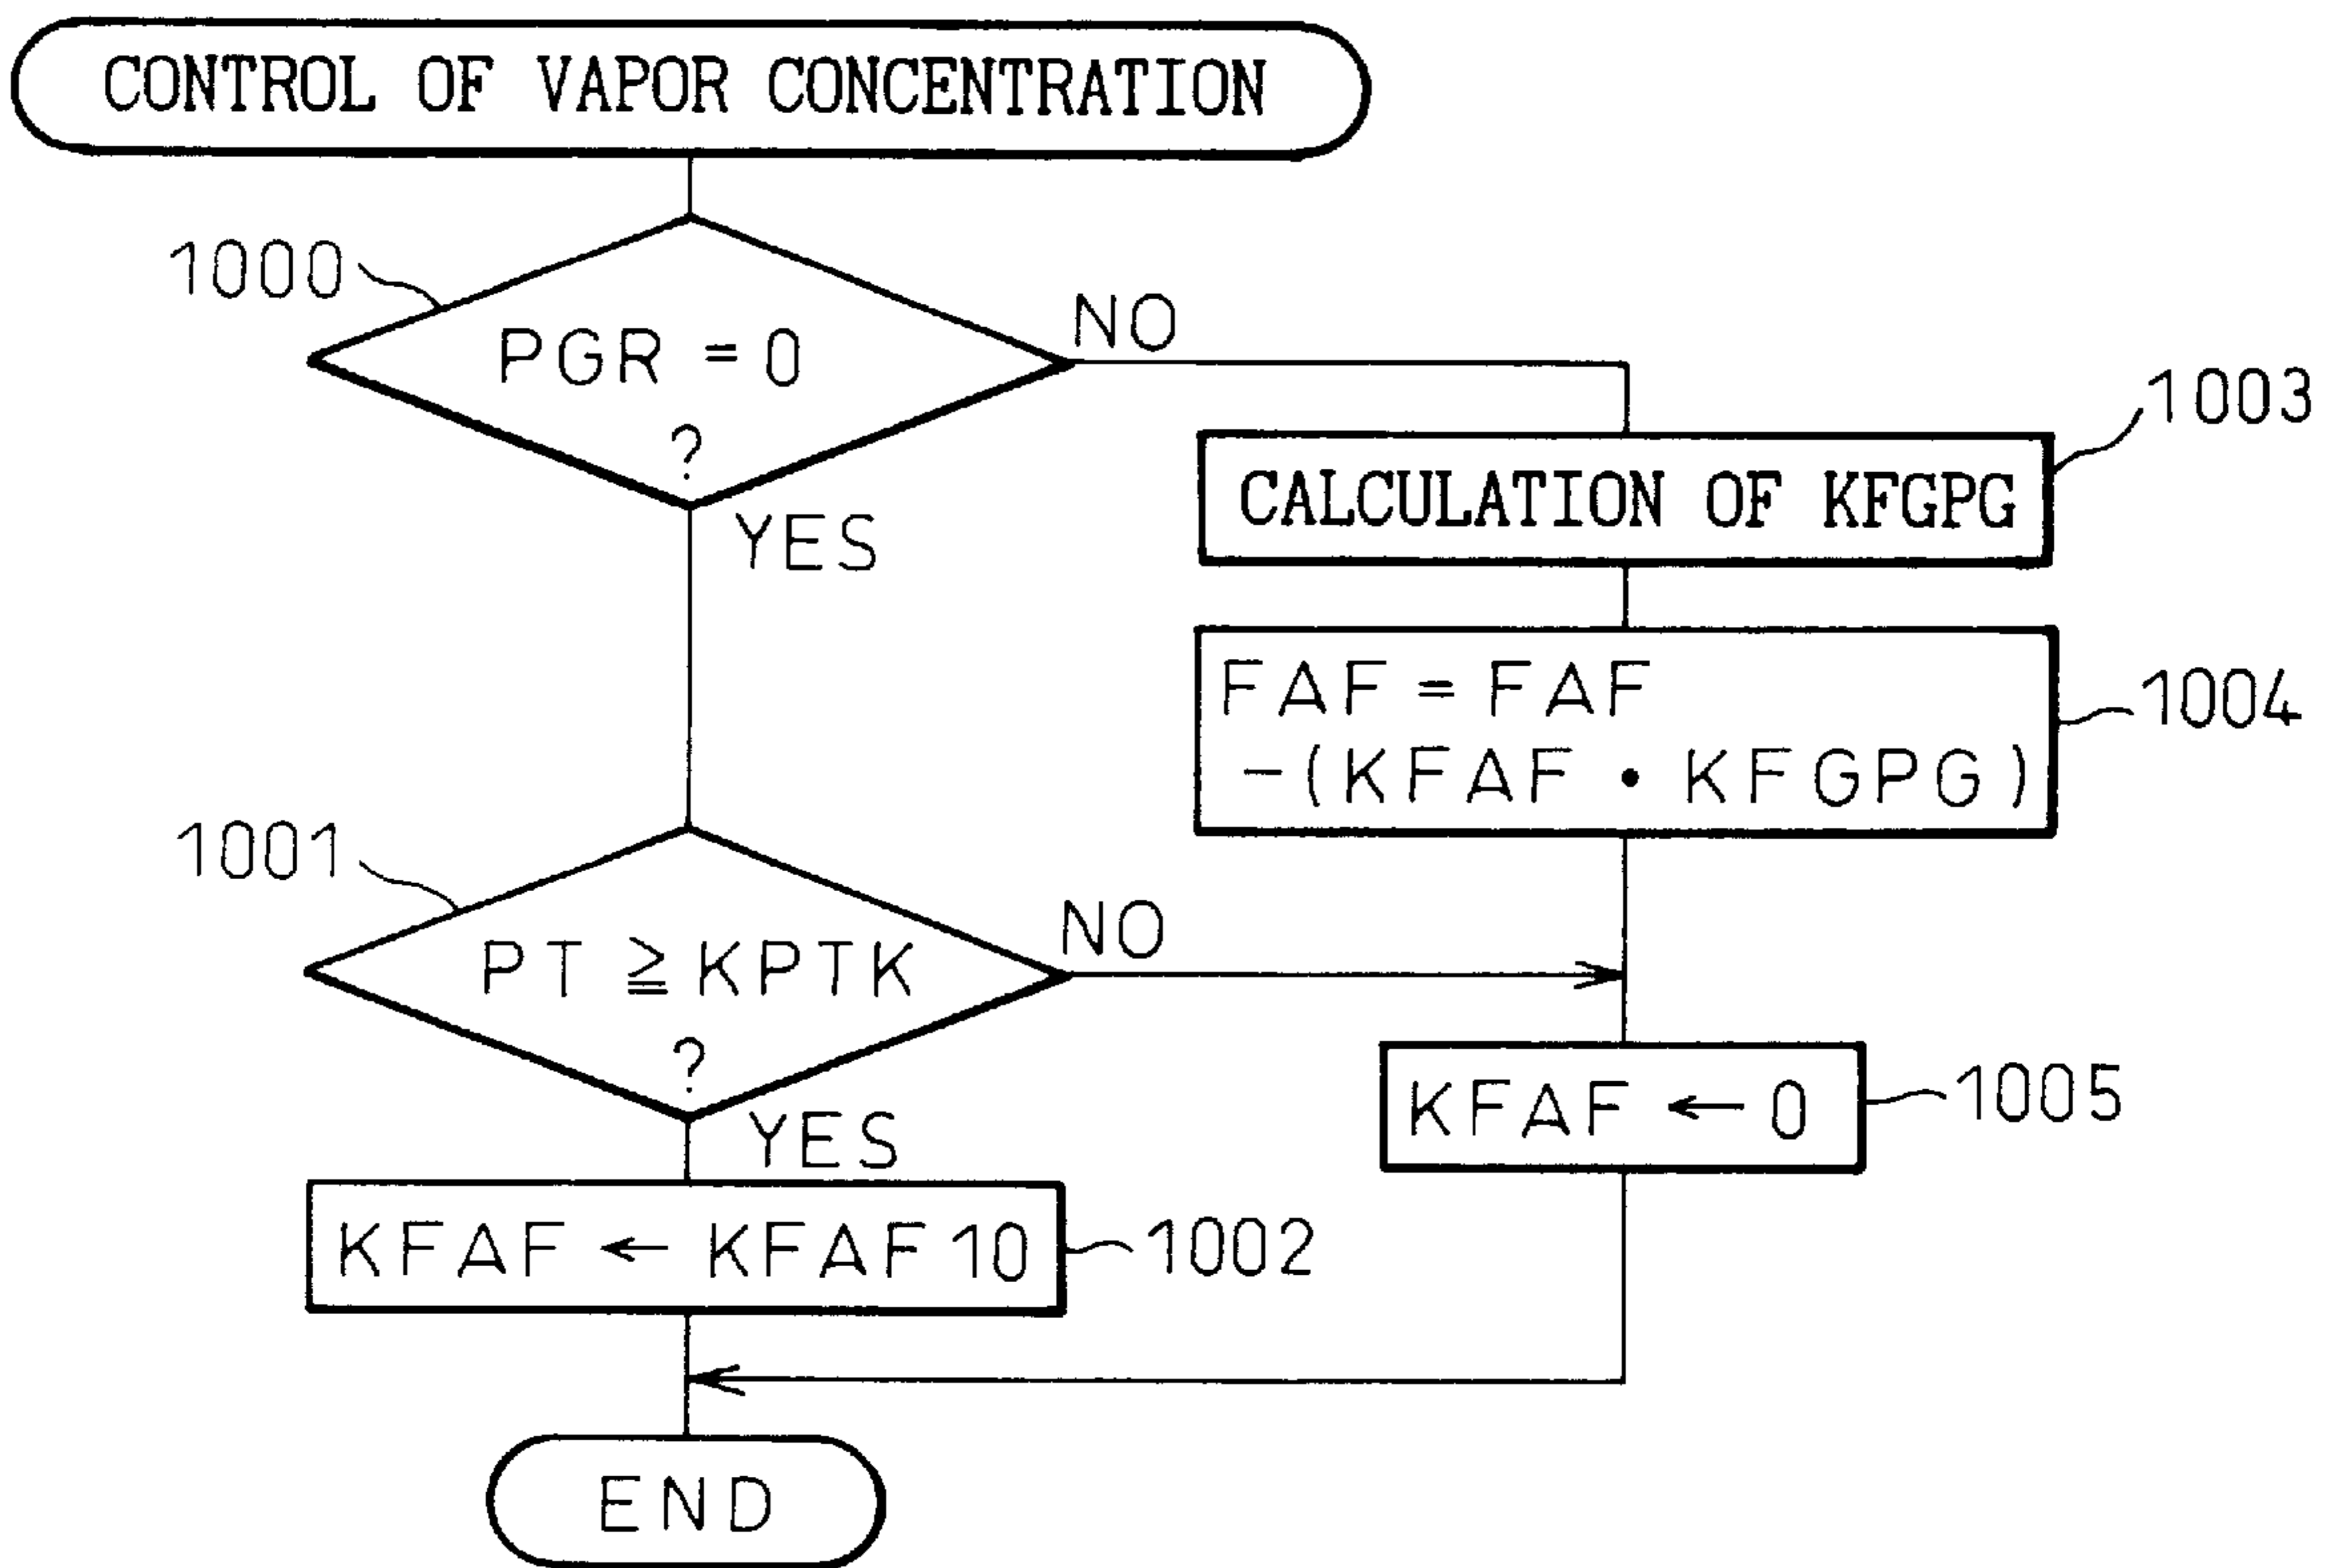 CONTROL OF VAPOR CONCENTRATION
1000
PGR = 0
?
NO
YES
1003
CALCULATION OF KFGPG
FAF = FAF
-(KFAF • KFGPG)
1004
1001
PT ≧ KPTK
?
NO
YES
KFAF ← 0
1005
KFAF ← KFAF10
1002
END